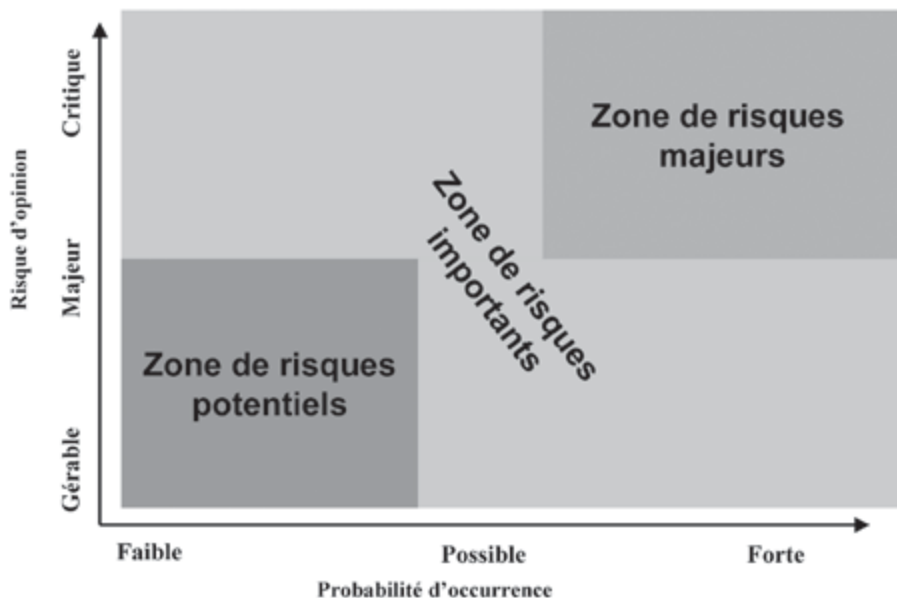 Critique
Zone de risques
majeurs
Risque d'opinion
Majeur
Zone de risques
importants
Zone de risques
potentiels
Gérable
Faible
Possible
Forte
Probabilité d'occurrence